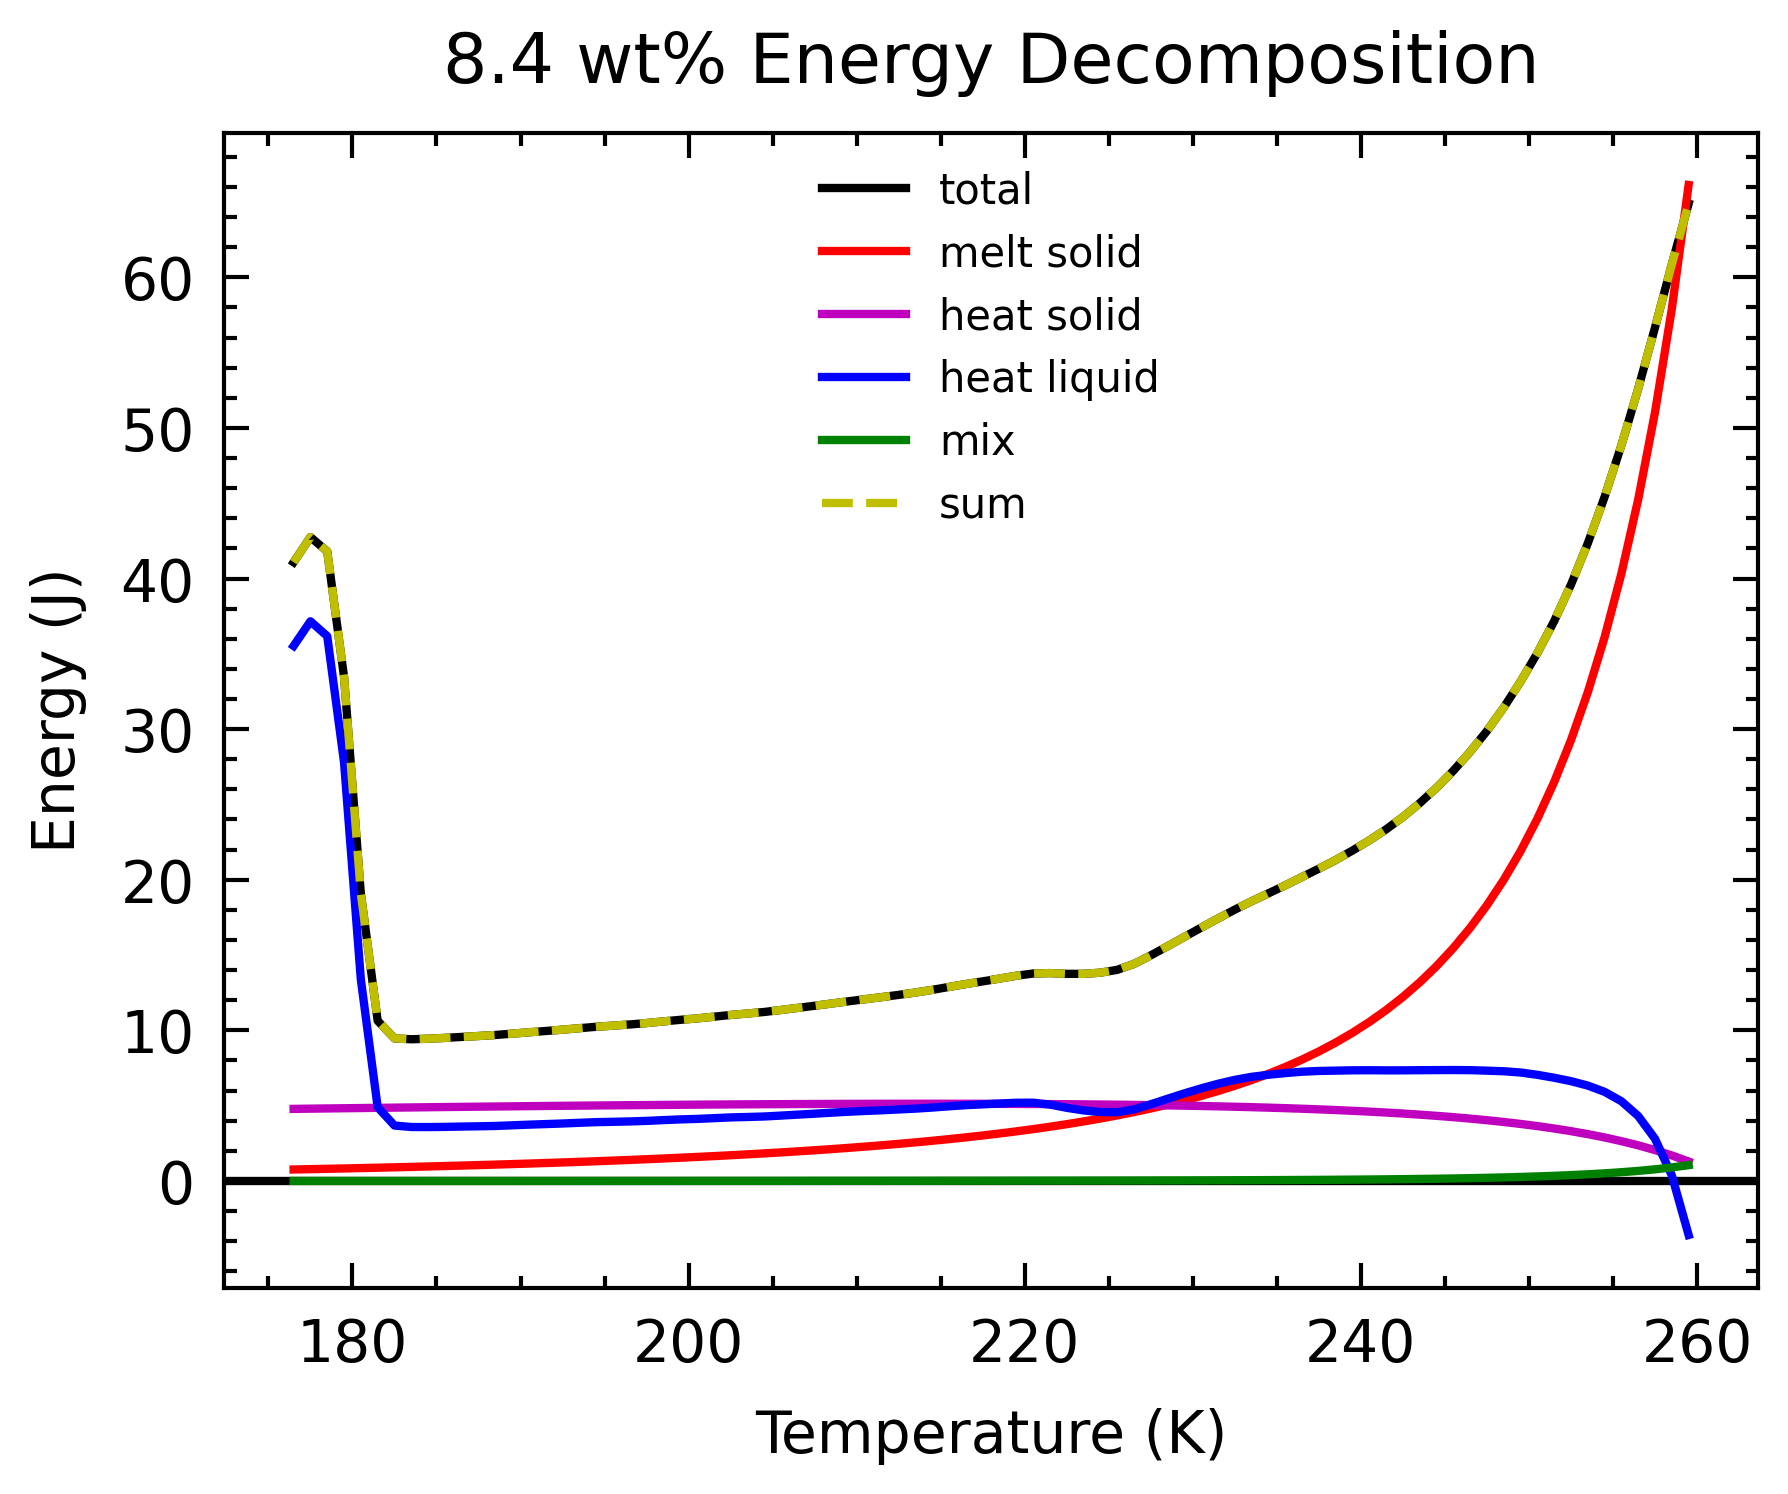 8.4 wt% Energy Decomposition
total
melt solid
heat solid
heat liquid
mix
sum
Energy (J)
60
50
40
30
20
10
0
180 200 220 240 260
Temperature (K)